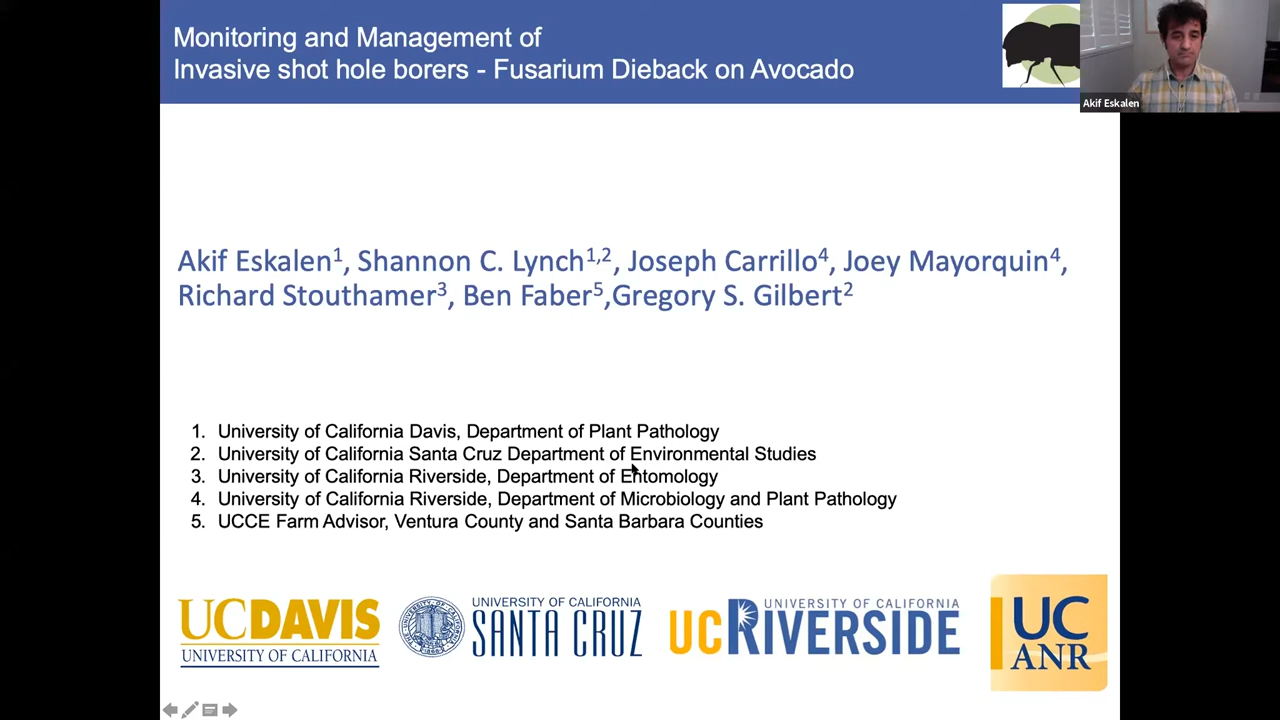 Monitoring and Management of
Invasive shot hole borers - Fusarium Dieback on Avocado
Akif Eskalen
Akif Eskalen1, Shannon C. Lynch1,2, Joseph Carrillo4, Joey Mayorquin4,
Richard Stouthamer3, Ben Faber5,Gregory S. Gilbert2
1. University of California Davis, Department of Plant Pathology
2. University of California Santa Cruz Department of Environmental Studies
3. University of California Riverside, Department of Entomology
4. University of California Riverside, Department of Microbiology and Plant Pathology
5. UCCE Farm Advisor, Ventura County and Santa Barbara Counties
UCDAVIS
UNIVERSITY OF CALIFORNIA
UNIVERSITY OF CALIFORNIA
SANTA CRUZ
UNIVERSITY OF CALIFORNIA
UCRIVERSIDE
UC
ANR